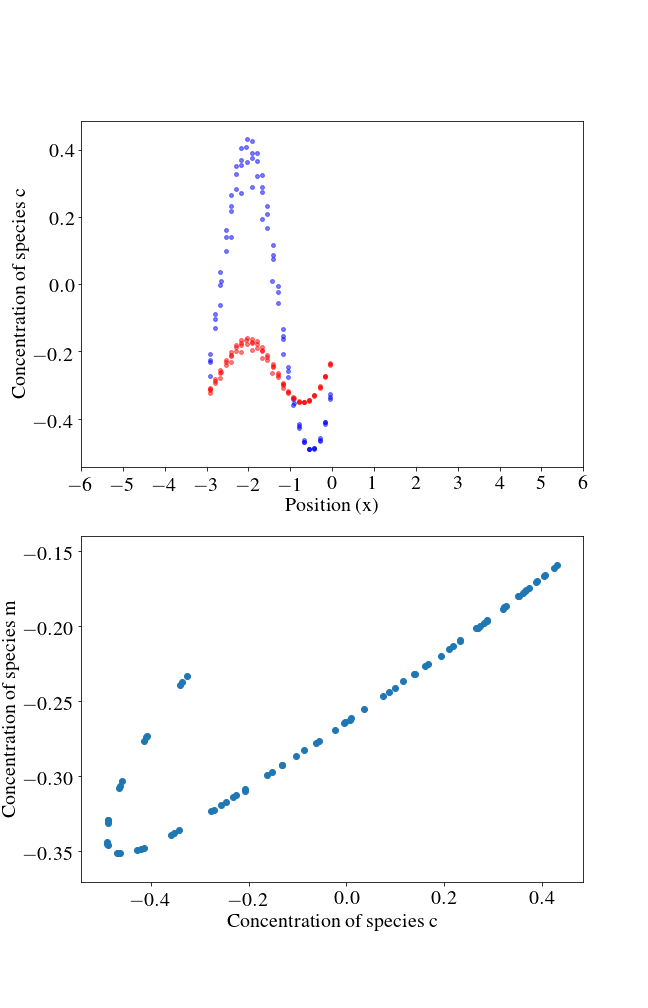 Concentration of species c
0.4
0.2
0.0
−0.2
−0.4
−6 −5 −4 −3 −2 −1 0 1 2 3 4 5 6
Position (x)
Concentration of species m
−0.15
−0.20
−0.25
−0.30
−0.35
−0.4 −0.2 0.0 0.2 0.4
Concentration of species c